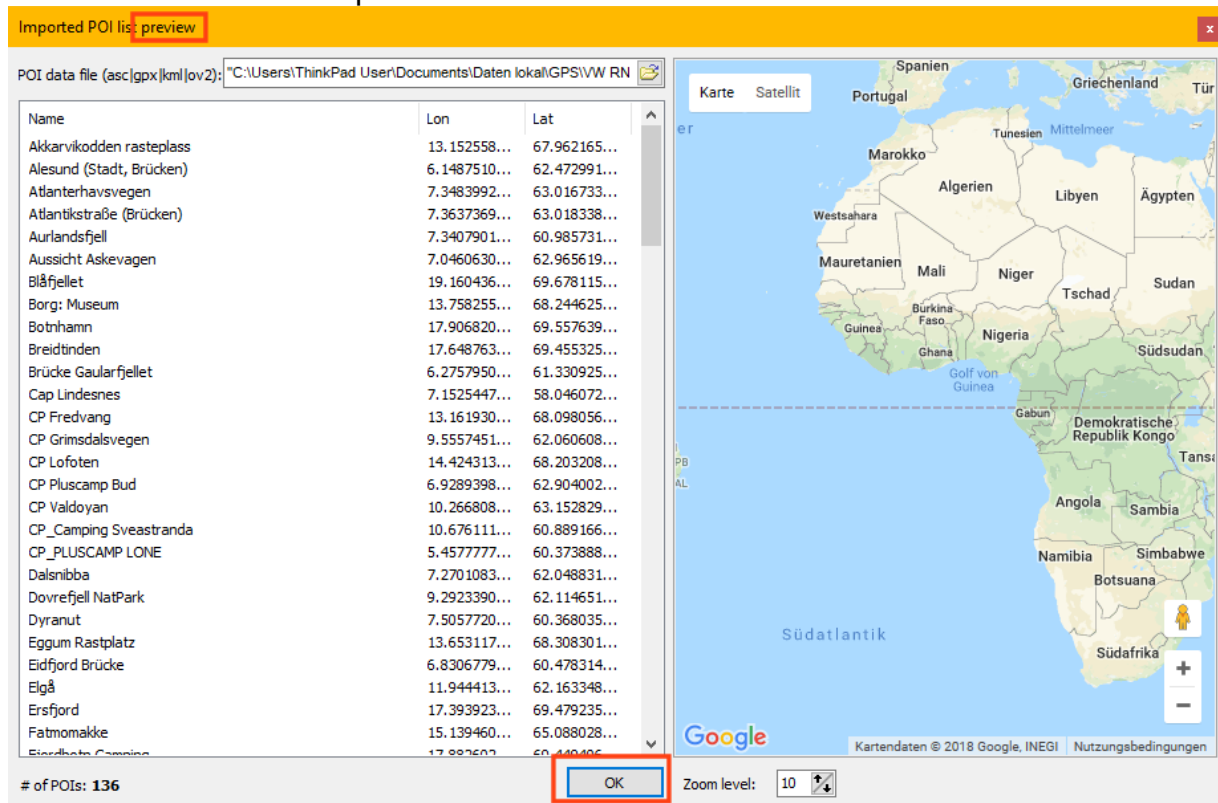 Imported POI list preview
x
POI data file (asc|gpx|kml|ov2): "C:\Users\ThinkPad User\Documents\Daten lokal\GPS\VW RN
Name Lon Lat
Akkarvikodden rasteplass 13.152558... 67.962165...
Alesund (Stadt, Brücken) 6.1487510... 62.472991...
Atlanterhavsvegen 7.3483992... 63.016733...
Atlantikstraße (Brücken) 7.3637369... 63.018338...
Aurlandsfjell 7.3407901... 60.985731...
Aussicht Askevagen 7.0460630... 62.965619...
Blåfjellet 19.160436... 69.678115...
Borg: Museum 13.758255... 68.244625...
Botnhamn 17.906820... 69.557639...
Breidtinden 17.648763... 69.455325...
Brücke Gaularfjellet 6.2757950... 61.330925...
Cap Lindesnes 7.1525447... 58.046072...
CP Fredvang 13.161930... 68.098056...
CP Grimsdalsvegen 9.5557451... 62.060608...
CP Lofoten 14.424313... 68.203208...
CP Pluscamp Bud 6.9289398... 62.904002...
CP Valdoyan 10.266808... 63.152829...
CP_Camping Sveastranda 10.676111... 60.889166...
CP_PLUSCAMP LONE 5.4577777... 60.373888...
Dalsnibba 7.2701083... 62.048831...
Dovrefjell NatPark 9.2923390... 62.114651...
Dyranut 7.5057720... 60.368035...
Eggum Rastplatz 13.653117... 68.308301...
Eidfjord Brücke 6.8306779... 60.478314...
Elgå 11.944413... 62.163348...
Ersfjord 17.393923... 69.479235...
Fatmomakke 15.139460... 65.088028...
# of POIs: 136
OK
Karte Satellit
Spanien
Portugal
Griechenland
Tür
er
Tunesien
Mittelmeer
Marokko
Algerien
Libyen
Ägypten
Westsahara
Mauretanien
Mali
Niger
Tschad
Sudan
Burkina
Faso
Guinea
Nigeria
Ghana
Südsudan
Golf von
Guinea
Gabun
Demokratische
Republik Kongo
PB
AL
Tansa
Angola
Sambia
Namibia
Simbabwe
Botsuana
Südatlantik
Südafrika
+
−
Google
Kartendaten © 2018 Google, INEGI Nutzungsbedingungen
Zoom level: 10